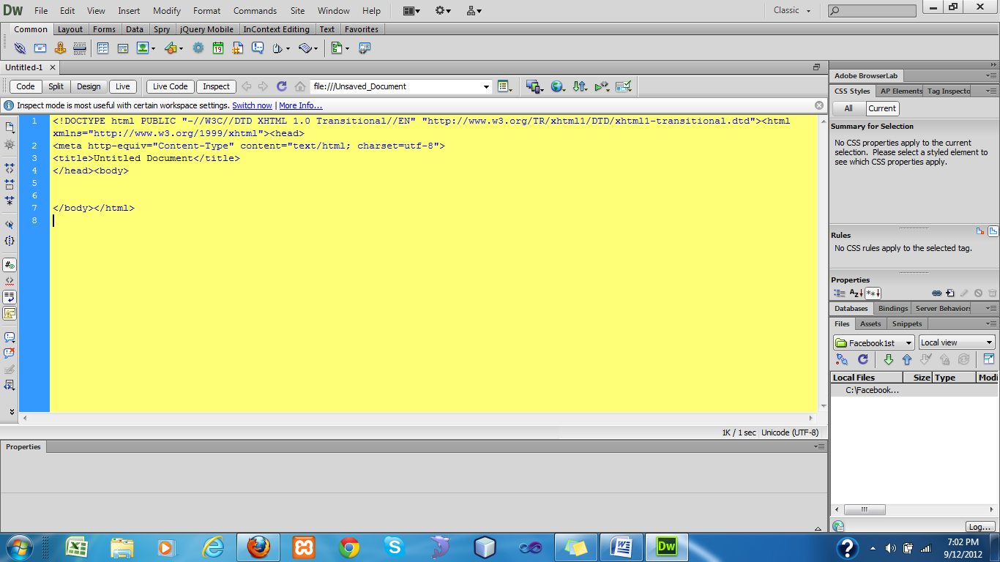 Dw File Edit View Insert Modify Format Commands Site Window Help Classic
Common Layout Forms Data Spry jQuery Mobile InContext Editing Text Favorites
19
Untitled-1
Code Split Design Live Live Code Inspect file:///Unsaved_Document
Inspect mode is most useful with certain workspace settings. Switch now | More Info...
1 <!DOCTYPE html PUBLIC "-//W3C//DTD XHTML 1.0 Transitional//EN" "http://www.w3.org/TR/xhtml1/DTD/xhtml1-transitional.dtd"><html
xmlns="http://www.w3.org/1999/xhtml"><head>
2 <meta http-equiv="Content-Type" content="text/html; charset=utf-8">
3 <title>Untitled Document</title>
4 </head><body>
5
6
7 </body></html>
8
1K / 1 sec Unicode (UTF-8)
Properties
Adobe BrowserLab
CSS Styles AP Elements Tag Inspecto
All Current
Summary for Selection
No CSS properties apply to the current
selection. Please select a styled element to
see which CSS properties apply.
Rules
No CSS rules apply to the selected tag.
Properties
Databases Bindings Server Behaviors
Files Assets Snippets
Facebook1st Local view
Local Files Size Type Modi
C:\Facebook...
Log...
Dw
7:02 PM
9/12/2012